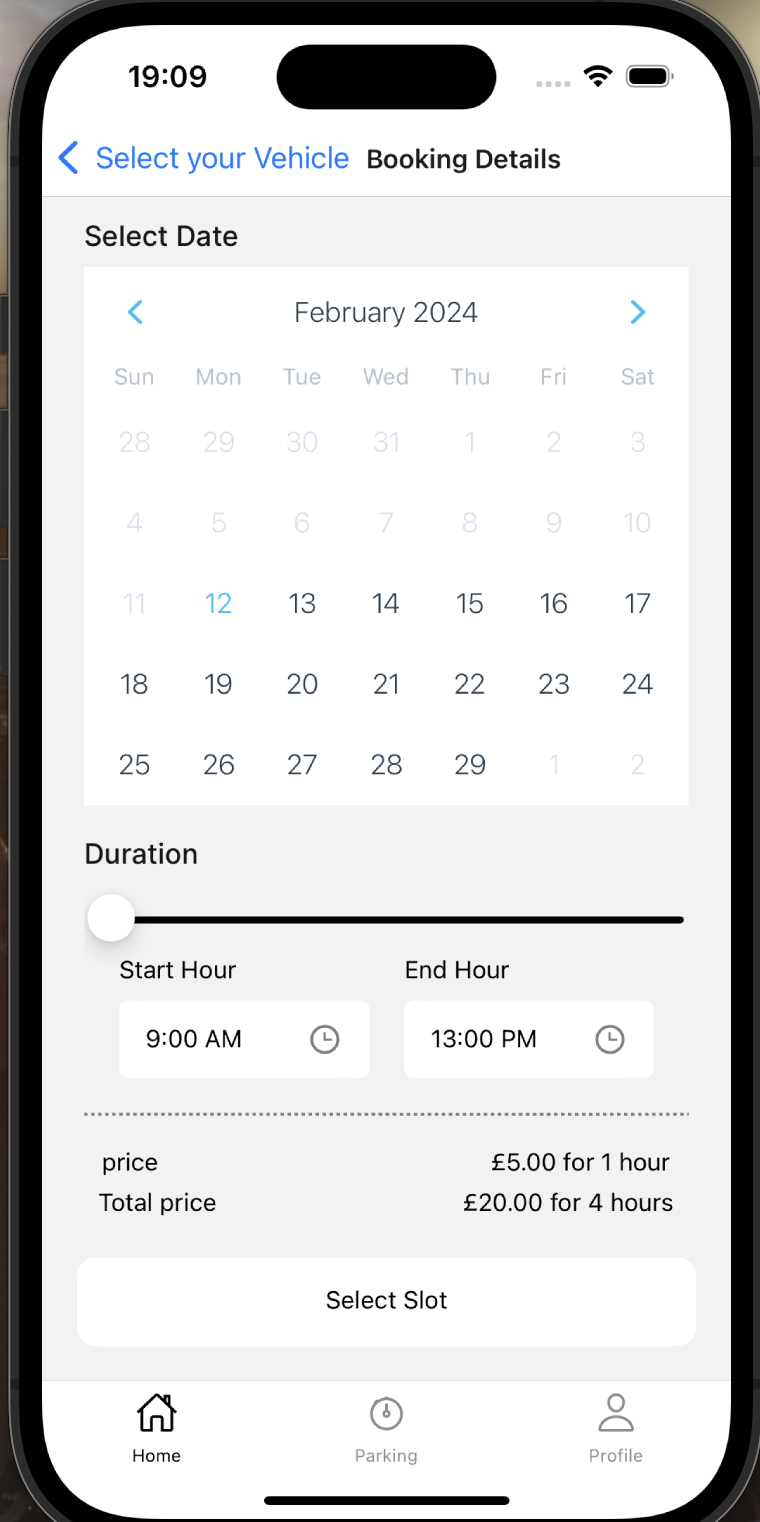 19:09
Select your Vehicle Booking Details
Select Date
February 2024
Sun Mon Tue Wed Thu Fri Sat
28 29 30 31 1 2 3
4 5 6 7 8 9 10
11 12 13 14 15 16 17
18 19 20 21 22 23 24
25 26 27 28 29 1 2
Duration
Start Hour End Hour
9:00 AM 13:00 PM
price £5.00 for 1 hour
Total price £20.00 for 4 hours
Select Slot
Home Parking Profile